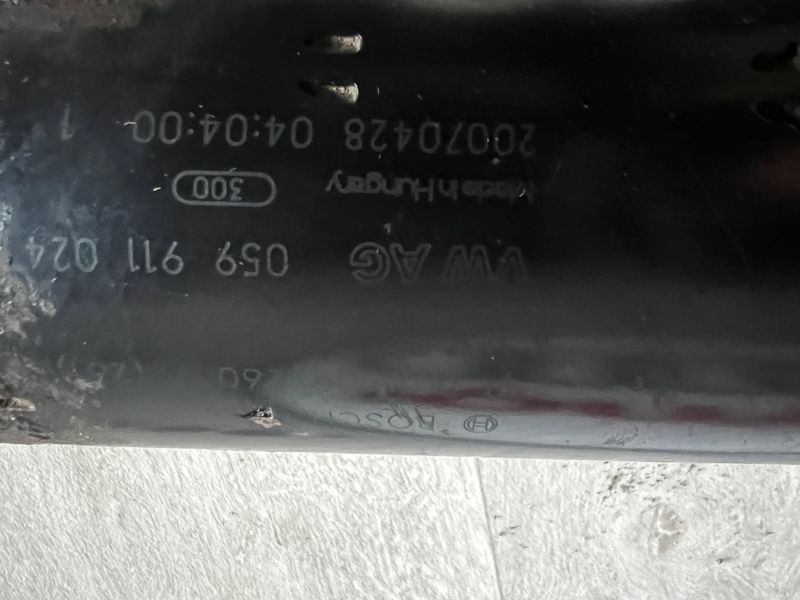 BOSCH
VW AG 059 911 024
Made in Hungary 300
20070428 04:04:00 1